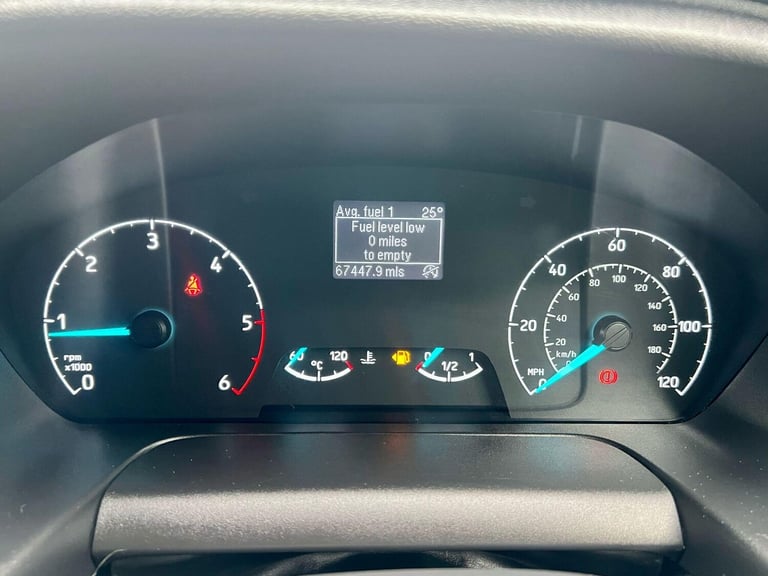 Avg. fuel 1 25°
Fuel level low
0 miles
to empty
67447.9 mls
0 1 2 3 4 5 6
rpm
x1000
60 °C 120
0 1/2 1
0 20 40 60 80 100 120
MPH
20 40 60 80 100 120 140 160 180
km/h